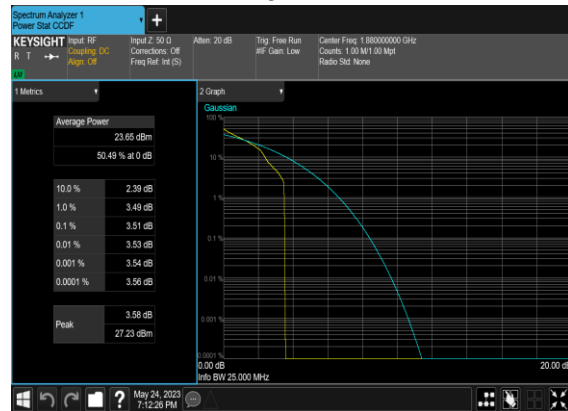 Spectrum Analyzer 1
Power Stat CCDF
+
KEYSIGHT
R T
LXI
Input: RF
Coupling: DC
Align: Off
Input Z: 50 Ω
Corrections: Off
Freq Ref: Int (S)
Atten: 20 dB
Trig: Free Run
#IF Gain: Low
Center Freq: 1.880000000 GHz
Counts: 1.00 M/1.00 Mpt
Radio Std: None
1 Metrics
Average Power
23.65 dBm
50.49 % at 0 dB
10.0 % 2.39 dB
1.0 % 3.49 dB
0.1 % 3.51 dB
0.01 % 3.53 dB
0.001 % 3.54 dB
0.0001 % 3.56 dB
Peak
3.58 dB
27.23 dBm
2 Graph
Gaussian
100 %
10 %
1 %
0.1 %
0.01 %
0.001 %
0.0001 %
0.00 dB
20.00 dB
Info BW 25.000 MHz
?
May 24, 2023
7:12:26 PM